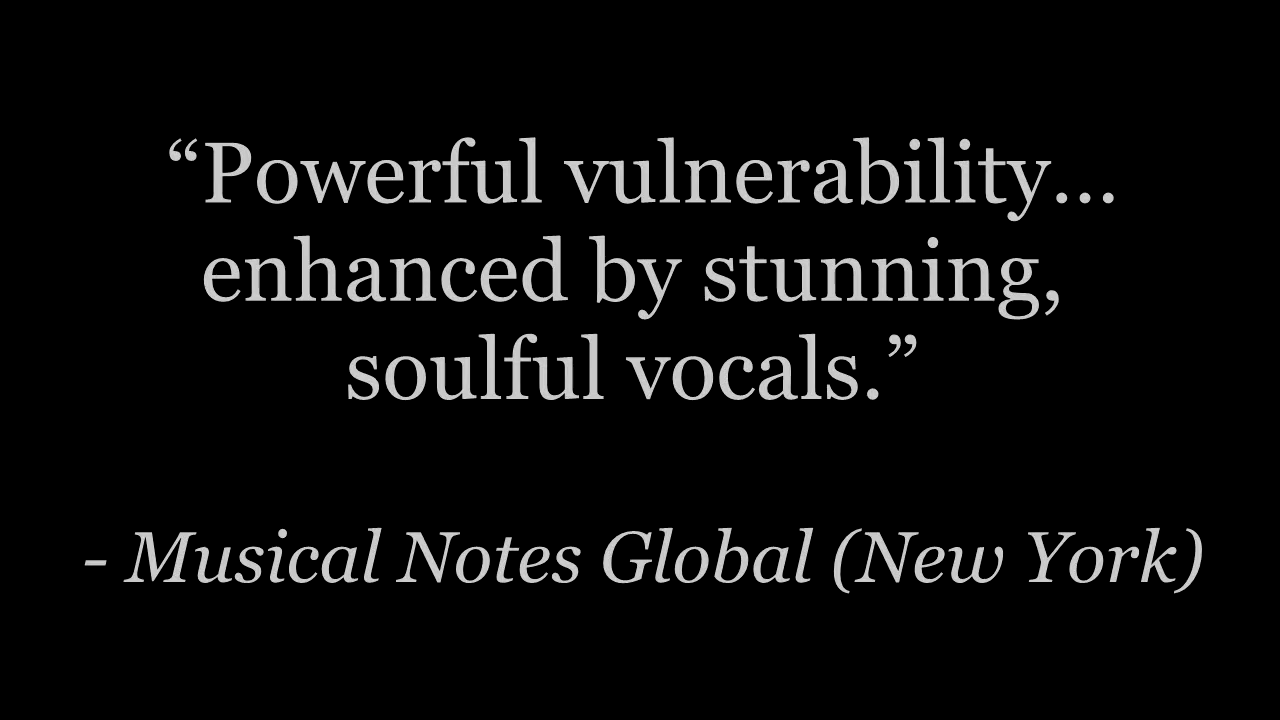 “Powerful vulnerability...
enhanced by stunning,
soulful vocals.”
- Musical Notes Global (New York)